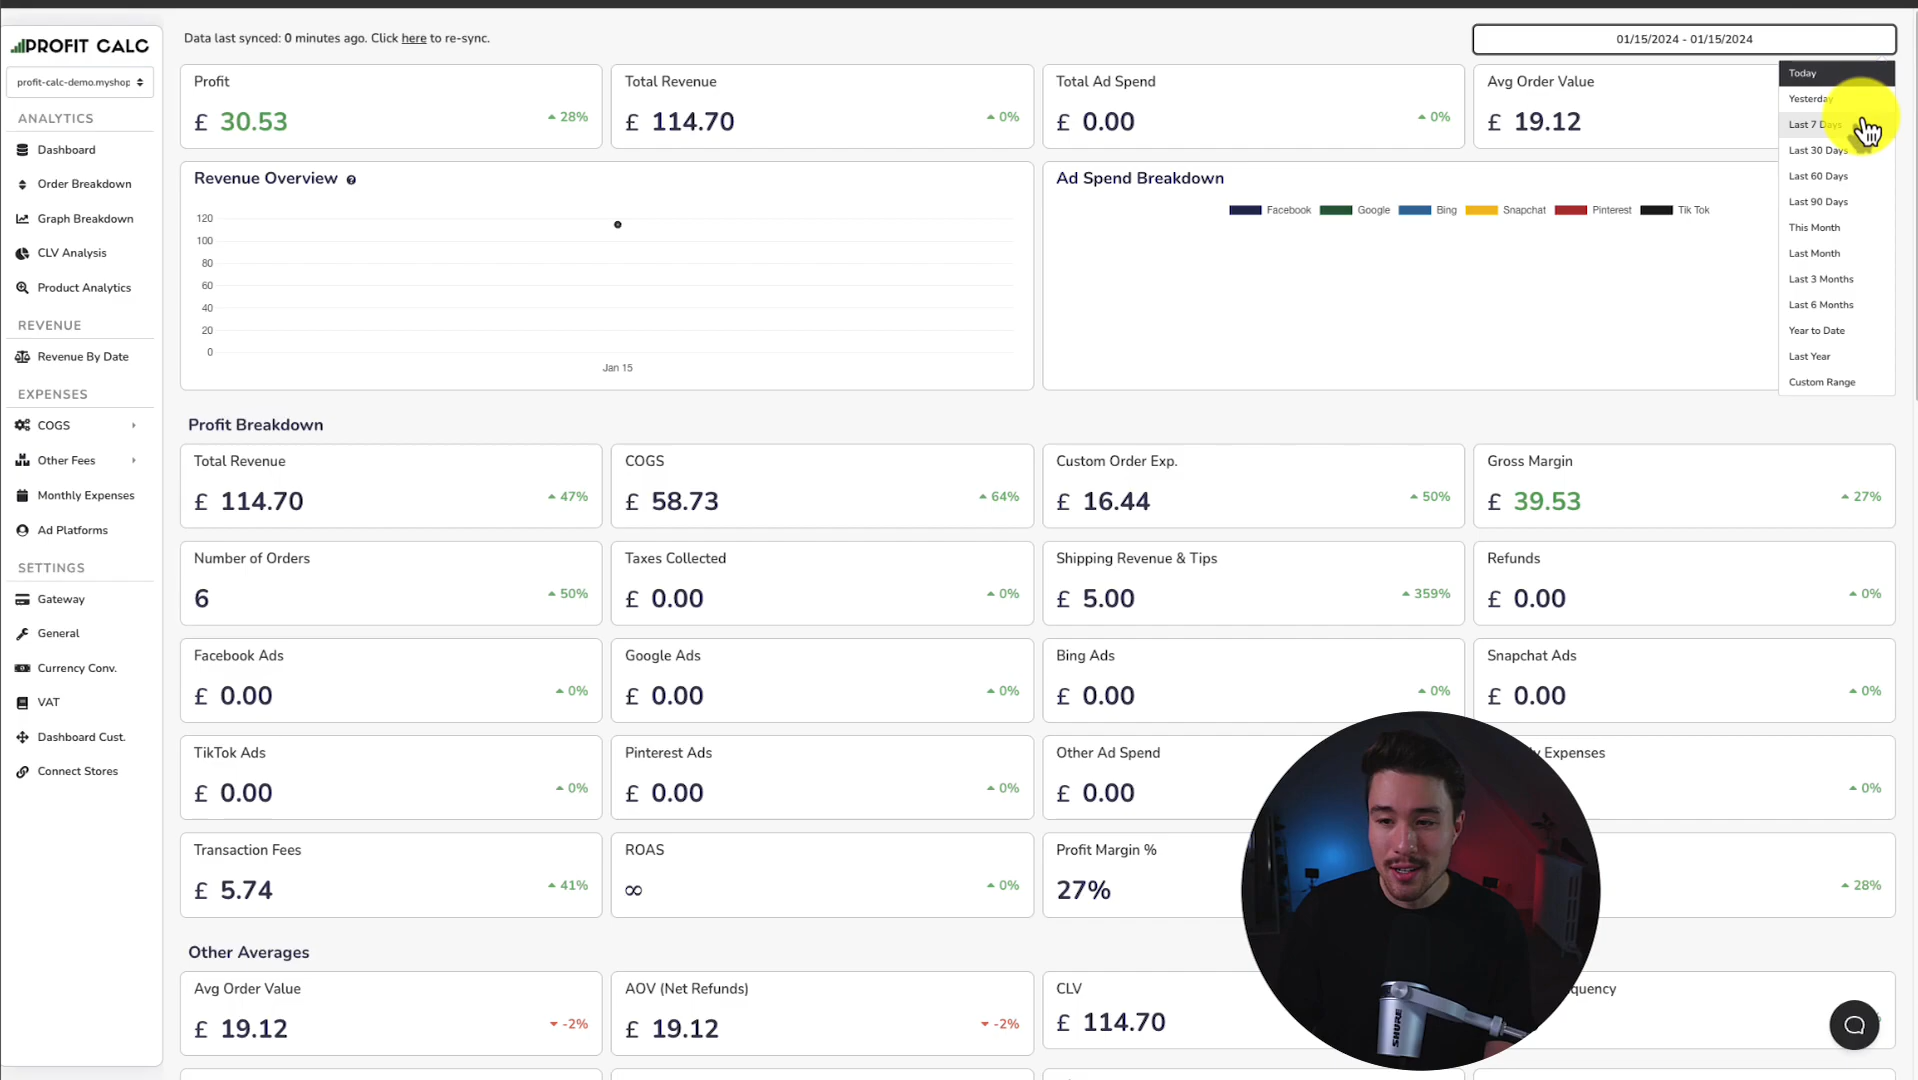 PROFIT CALC
profit-calc-demo.myshop
ANALYTICS
Dashboard
Order Breakdown
Graph Breakdown
CLV Analysis
Product Analytics
REVENUE
Revenue By Date
EXPENSES
COGS
Other Fees
Monthly Expenses
Ad Platforms
SETTINGS
Gateway
General
Currency Conv.
VAT
Dashboard Cust.
Connect Stores
Data last synced: 0 minutes ago. Click here to re-sync.
01/15/2024 - 01/15/2024
Today
Yesterday
Last 7 Days
Last 30 Days
Last 60 Days
Last 90 Days
This Month
Last Month
Last 3 Months
Last 6 Months
Year to Date
Last Year
Custom Range
Profit
£ 30.53
28%
Total Revenue
£ 114.70
0%
Total Ad Spend
£ 0.00
0%
Avg Order Value
£ 19.12
Revenue Overview
120
100
80
60
40
20
0
Jan 15
Ad Spend Breakdown
Facebook Google Bing Snapchat Pinterest Tik Tok
Profit Breakdown
Total Revenue
£ 114.70
47%
COGS
£ 58.73
64%
Custom Order Exp.
£ 16.44
50%
Gross Margin
£ 39.53
27%
Number of Orders
6
50%
Taxes Collected
£ 0.00
0%
Shipping Revenue & Tips
£ 5.00
359%
Refunds
£ 0.00
0%
Facebook Ads
£ 0.00
0%
Google Ads
£ 0.00
0%
Bing Ads
£ 0.00
0%
Snapchat Ads
£ 0.00
0%
TikTok Ads
£ 0.00
0%
Pinterest Ads
£ 0.00
0%
Other Ad Spend
£ 0.00
Expenses
0%
Transaction Fees
£ 5.74
41%
ROAS
∞
0%
Profit Margin %
27%
28%
Other Averages
Avg Order Value
£ 19.12
-2%
AOV (Net Refunds)
£ 19.12
-2%
CLV
£ 114.70
SHURE